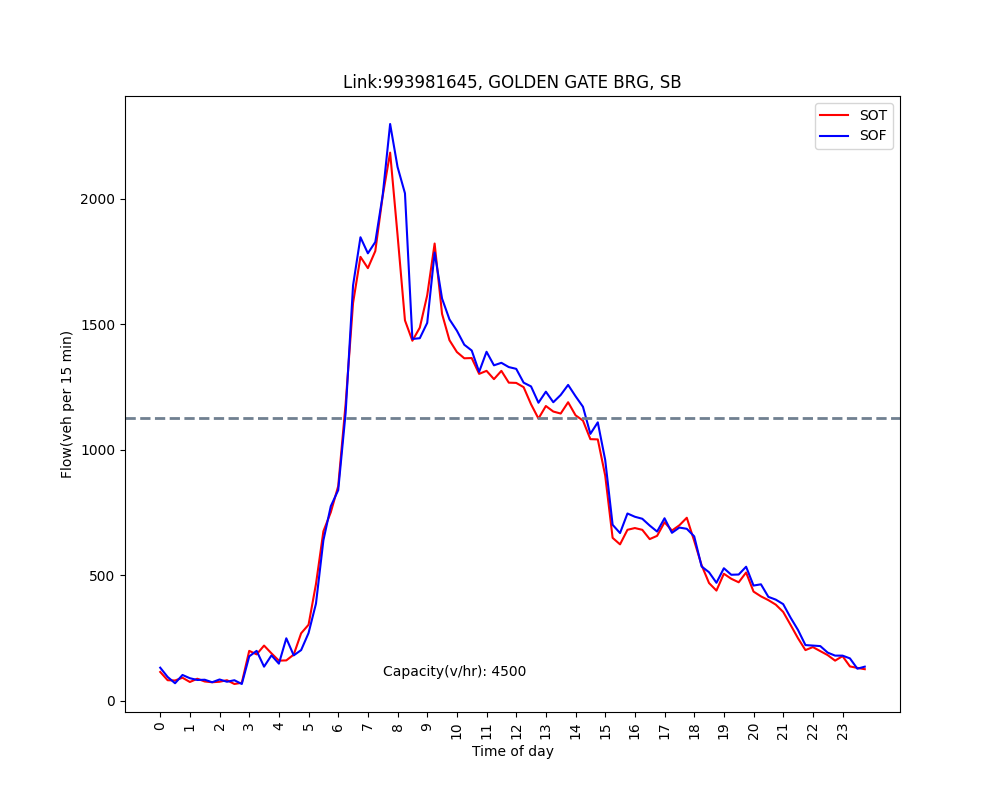 Link:993981645, GOLDEN GATE BRG, SB
SOT
SOF
2000
1500
1000
500
0
Flow(veh per 15 min)
Capacity(v/hr): 4500
0 1 2 3 4 5 6 7 8 9 10 11 12 13 14 15 16 17 18 19 20 21 22 23
Time of day